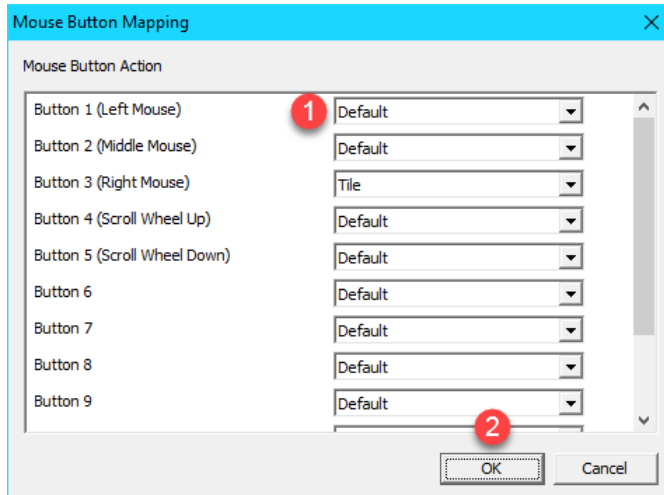 Mouse Button Mapping
Mouse Button Action
Button 1 (Left Mouse) 1 Default
Button 2 (Middle Mouse) Default
Button 3 (Right Mouse) Tile
Button 4 (Scroll Wheel Up) Default
Button 5 (Scroll Wheel Down) Default
Button 6 Default
Button 7 Default
Button 8 Default
Button 9 Default
2
OK Cancel